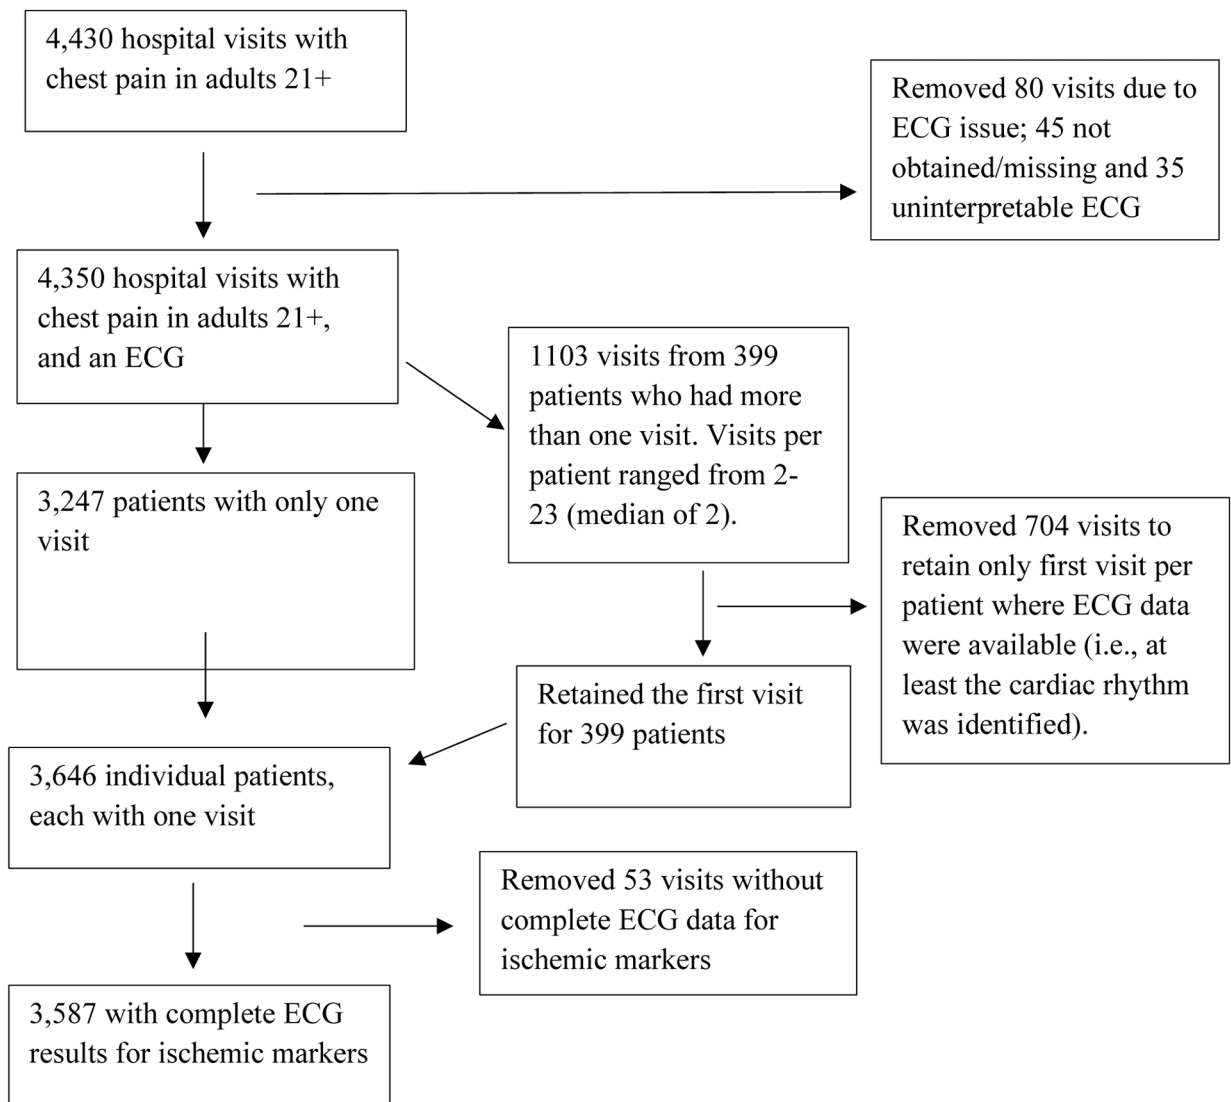 4,430 hospital visits with
chest pain in adults 21+
Removed 80 visits due to
ECG issue; 45 not
obtained/missing and 35
uninterpretable ECG
4,350 hospital visits with
chest pain in adults 21+,
and an ECG
1103 visits from 399
patients who had more
than one visit. Visits per
patient ranged from 2-
23 (median of 2).
3,247 patients with only one
visit
Removed 704 visits to
retain only first visit per
patient where ECG data
were available (i.e., at
least the cardiac rhythm
was identified).
Retained the first visit
for 399 patients
3,646 individual patients,
each with one visit
Removed 53 visits without
complete ECG data for
ischemic markers
3,587 with complete ECG
results for ischemic markers